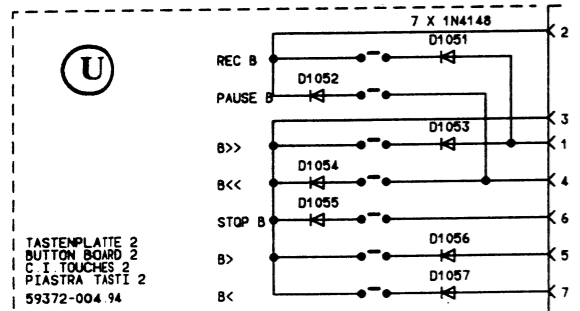 7 X 1N4148
2
U
REC B
D1051
D1052
PAUSE B
3
D1053
B>>
1
D1054
B<<
4
D1055
STOP B
6
TASTENPLATTE 2
BUTTON BOARD 2
C.I.TOUCHES 2
PIASTRA TASTI 2
59372-004.94
D1056
B>
5
D1057
B<
7